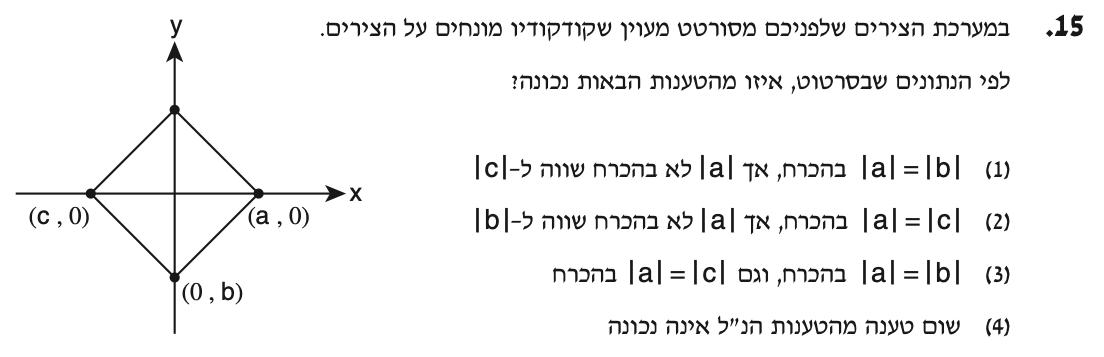 15. במערכת הצירים שלפניכם מסורטט מעוין שקודקודיו מונחים על הצירים.
לפי הנתונים שבסרטוט, איזו מהטענות הבאות נכונה?
(1) |a| = |b| בהכרח, אך |a| לא בהכרח שווה ל-|c|
(2) |a| = |c| בהכרח, אך |a| לא בהכרח שווה ל-|b|
(3) |a| = |b| בהכרח, וגם |a| = |c| בהכרח
(4) שום טענה מהטענות הנ"ל אינה נכונה
y
x
(c , 0)
(a , 0)
(0 , b)